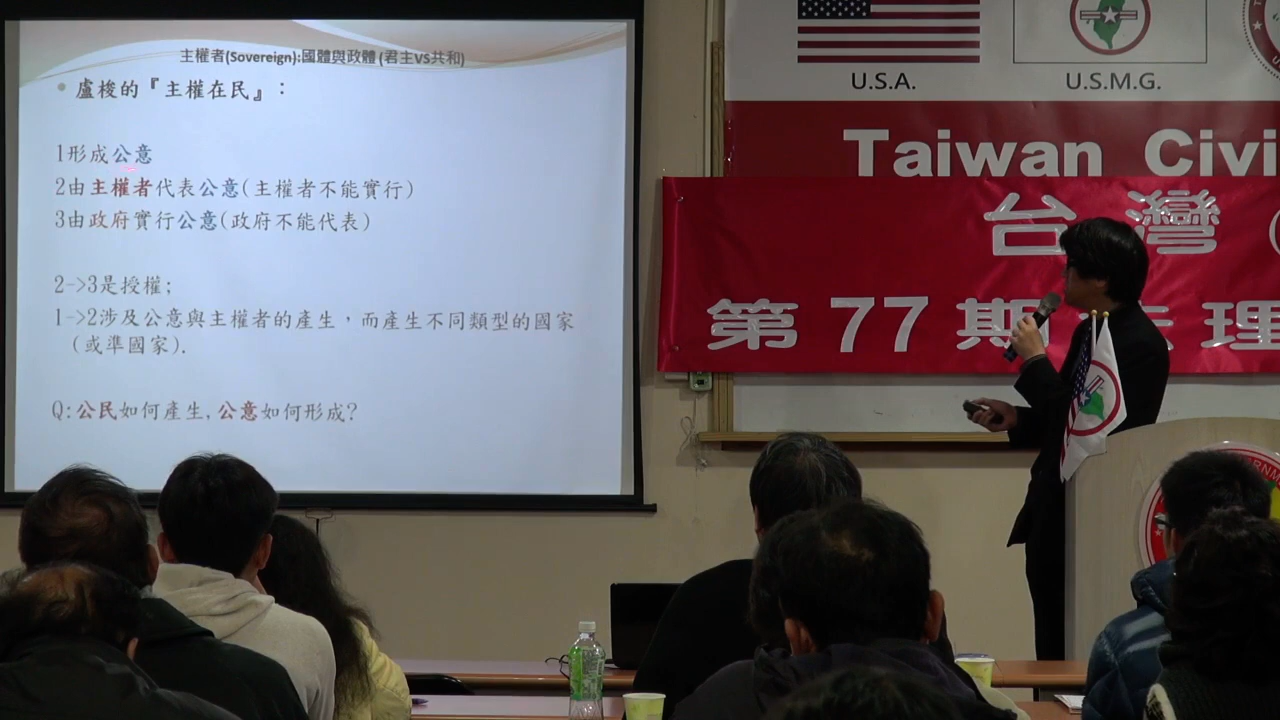 主權者(Sovereign):國體與政體 (君主VS共和)
• 盧梭的『主權在民』：
1形成公意
2由主權者代表公意(主權者不能實行)
3由政府實行公意(政府不能代表)
2->3是授權;
1->2涉及公意與主權者的產生，而產生不同類型的國家
(或準國家).
Q:公民如何產生,公意如何形成?
U.S.A.
U.S.M.G.
Taiwan Civi
台灣
第77期法理